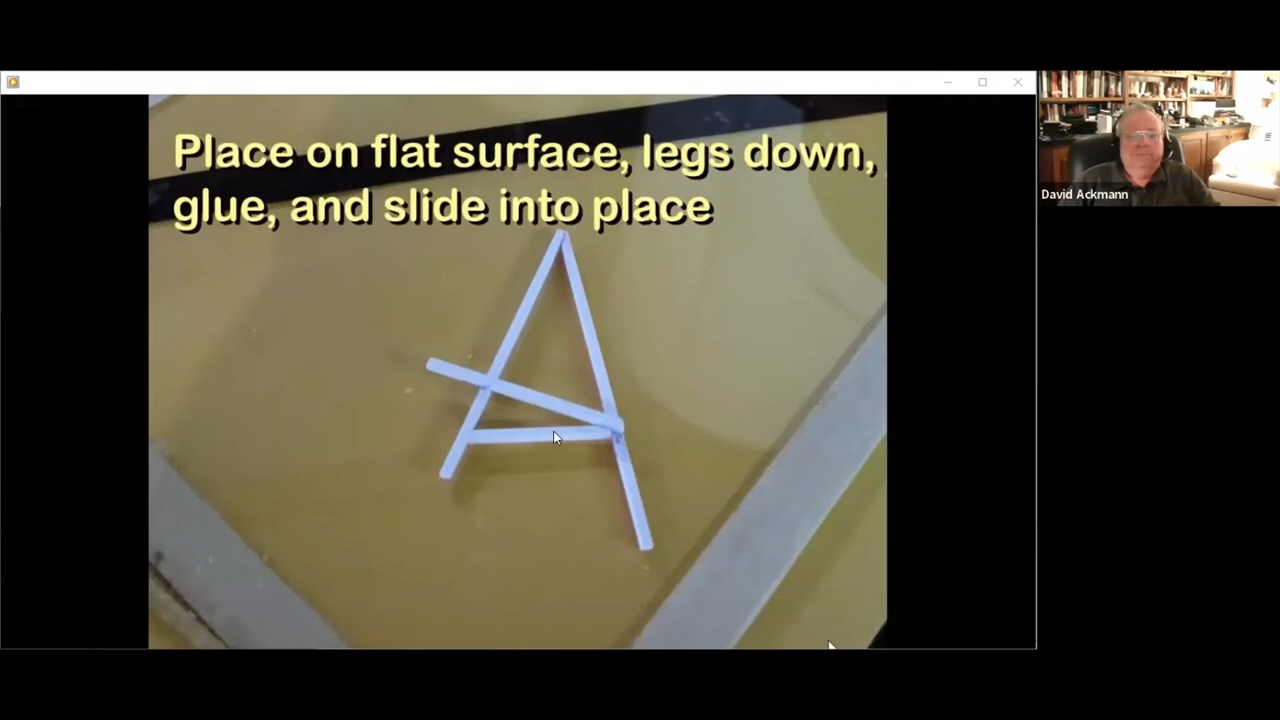 Place on flat surface, legs down,
glue, and slide into place
David Ackmann